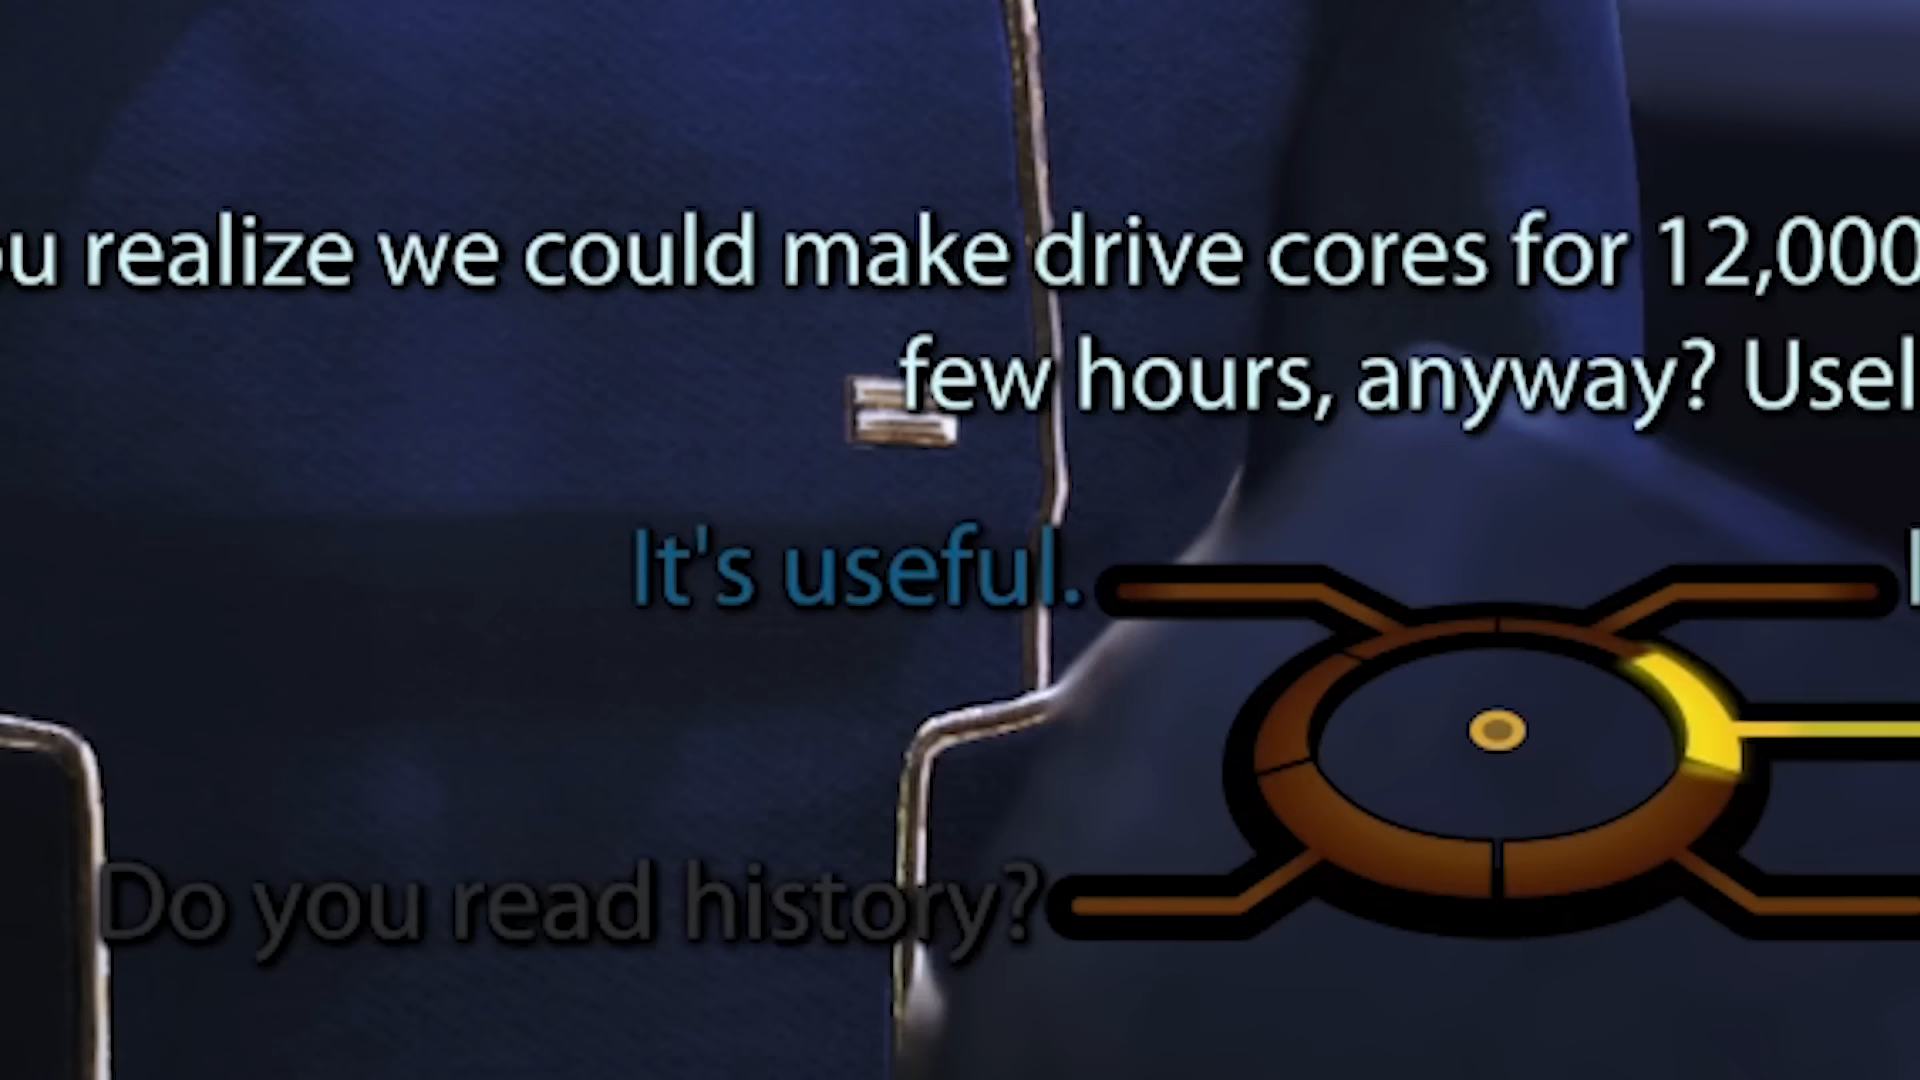 ou realize we could make drive cores for 12,000
few hours, anyway? Usel
It's useful.
Do you read history?